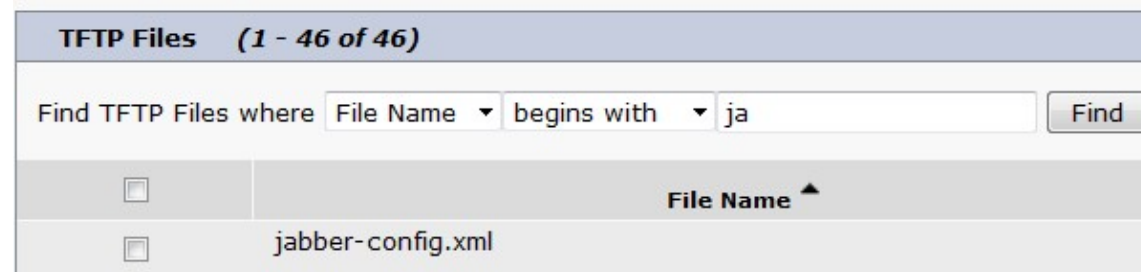 TFTP Files (1 - 46 of 46)
Find TFTP Files where File Name begins with ja Find
File Name
jabber-config.xml